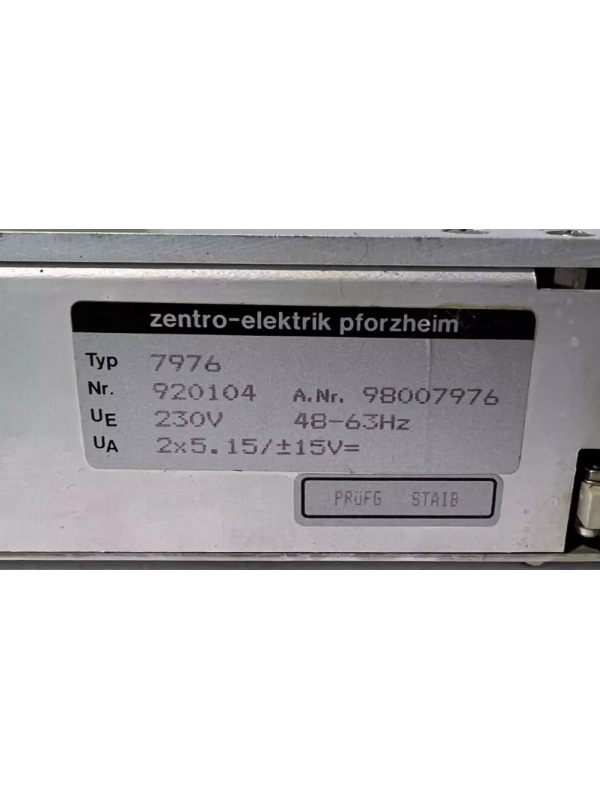 zentro-elektrik pforzheim
Typ 7976
Nr. 920104 A.Nr. 98007976
UE 230V 48-63Hz
UA 2x5.15/±15V=
PRüFG STAIB